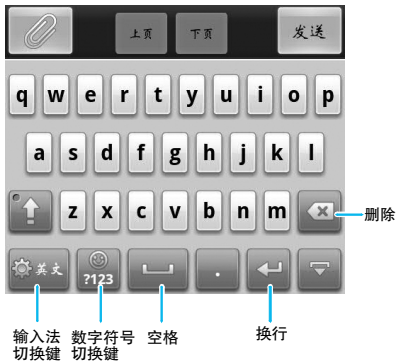 上页 下页 发送
q w e r t y u i o p
a s d f g h j k l
z x c v b n m
删除
英文 ?123 .
输入法 数字符号 空格 换行
切换键 切换键